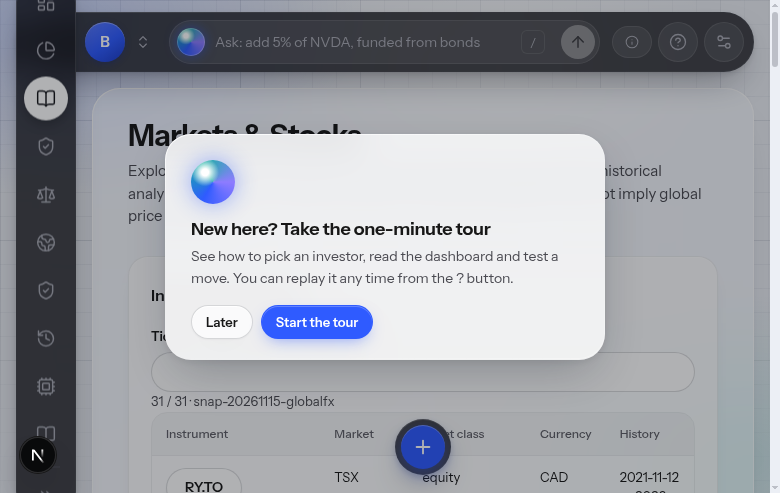 B
Ask: add 5% of NVDA, funded from bonds
/
Markets & Stocks
Explo
historical
analy
ot imply global
price
New here? Take the one-minute tour
See how to pick an investor, read the dashboard and test a
move. You can replay it any time from the ? button.
Later
Start the tour
In
Tic
31 / 31 · snap-20261115-globalfx
Instrument Market t class Currency History
N
RY.TO TSX equity CAD 2021-11-12